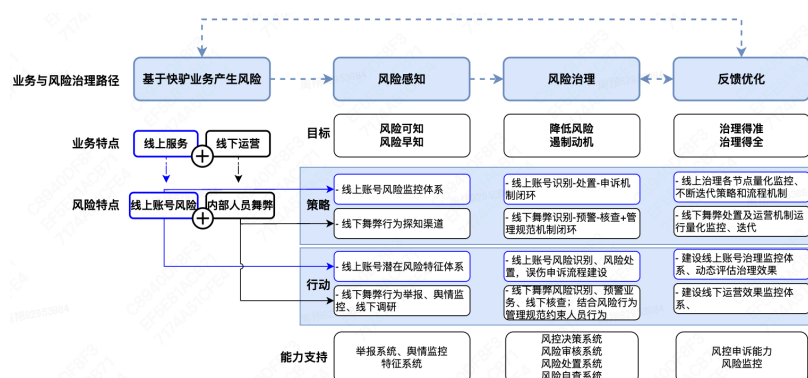 业务与风险治理路径
基于快驴业务产生风险
风险感知
风险治理
反馈优化
业务特点
线上服务
线下运营
目标
风险可知
风险早知
降低风险
遏制动机
治理得准
治理得全
风险特点
线上账号风险
内部人员舞弊
策略
- 线上账号风险监控体系
- 线上账号识别-处置-申诉机
制闭环
- 线上治理各节点量化监控、
不断迭代策略和流程机制
- 线下舞弊行为探知渠道
- 线下舞弊识别-预警-核查+管
理规范机制闭环
- 线下舞弊处置及运营机制运
行量化监控、迭代
行动
- 线上账号潜在风险特征体系
- 线上账号风险识别、风险处
置，误伤申诉流程建设
- 建设线上账号治理监控体
系、动态评估治理效果
- 线下舞弊行为举报、舆情监
控、线下调研
- 线下舞弊风险识别、预警业
务、线下核查；结合风险行为
管理规范约束人员行为
- 建设线下运营效果监控体
系、
能力支持
举报系统、舆情监控
特征系统
风控决策系统
风险审核系统
风险处置系统
风险自查系统
风控申诉能力
风险监控